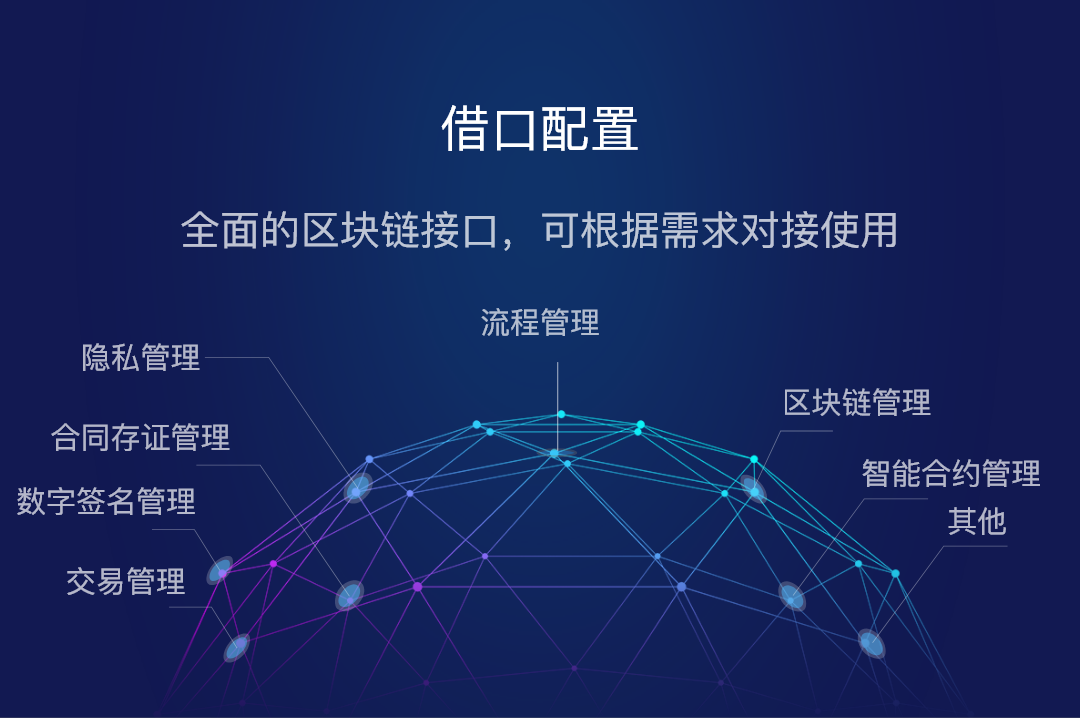 借口配置
全面的区块链接口，可根据需求对接使用
流程管理
隐私管理
合同存证管理
数字签名管理
交易管理
区块链管理
智能合约管理
其他